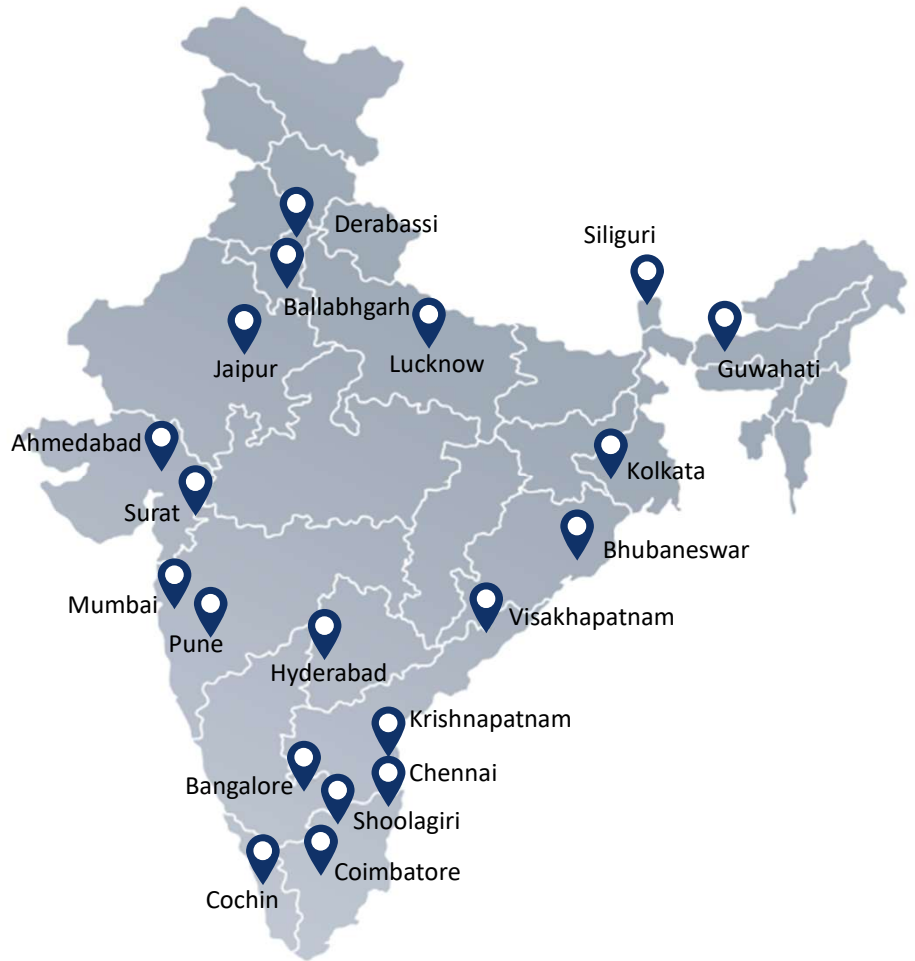 Derabassi
Siliguri
Ballabhgarh
Lucknow
Jaipur
Guwahati
Ahmedabad
Kolkata
Surat
Bhubaneswar
Mumbai
Visakhapatnam
Pune
Hyderabad
Krishnapatnam
Chennai
Bangalore
Shoolagiri
Coimbatore
Cochin